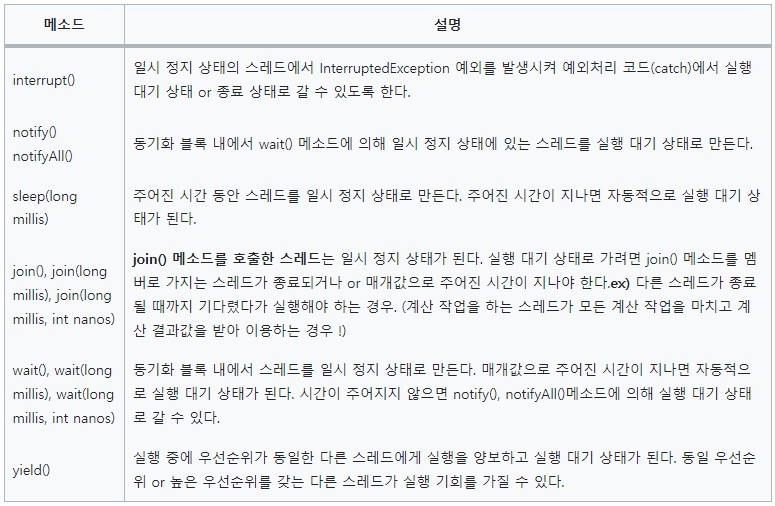 메소드 설명
interrupt()
일시 정지 상태의 스레드에서 InterruptedException 예외를 발생시켜 예외처리 코드(catch)에서 실행
대기 상태 or 종료 상태로 갈 수 있도록 한다.
notify()
notifyAll()
동기화 블록 내에서 wait() 메소드에 의해 일시 정지 상태에 있는 스레드를 실행 대기 상태로 만든다.
sleep(long
millis)
주어진 시간 동안 스레드를 일시 정지 상태로 만든다. 주어진 시간이 지나면 자동적으로 실행 대기 상
태가 된다.
join(), join(long
millis), join(long
millis, int nanos)
join() 메소드를 호출한 스레드는 일시 정지 상태가 된다. 실행 대기 상태로 가려면 join() 메소드를 멤
버로 가지는 스레드가 종료되거나 or 매개값으로 주어진 시간이 지나야 한다.ex) 다른 스레드가 종료
될 때까지 기다렸다가 실행해야 하는 경우. (계산 작업을 하는 스레드가 모든 계산 작업을 마치고 계
산 결과값을 받아 이용하는 경우 !)
wait(), wait(long
millis), wait(long
millis, int nanos)
동기화 블록 내에서 스레드를 일시 정지 상태로 만든다. 매개값으로 주어진 시간이 지나면 자동적으
로 실행 대기 상태가 된다. 시간이 주어지지 않으면 notify(), notifyAll()메소드에 의해 실행 대기 상태
로 갈 수 있다.
yield()
실행 중에 우선순위가 동일한 다른 스레드에게 실행을 양보하고 실행 대기 상태가 된다. 동일 우선순
위 or 높은 우선순위를 갖는 다른 스레드가 실행 기회를 가질 수 있다.